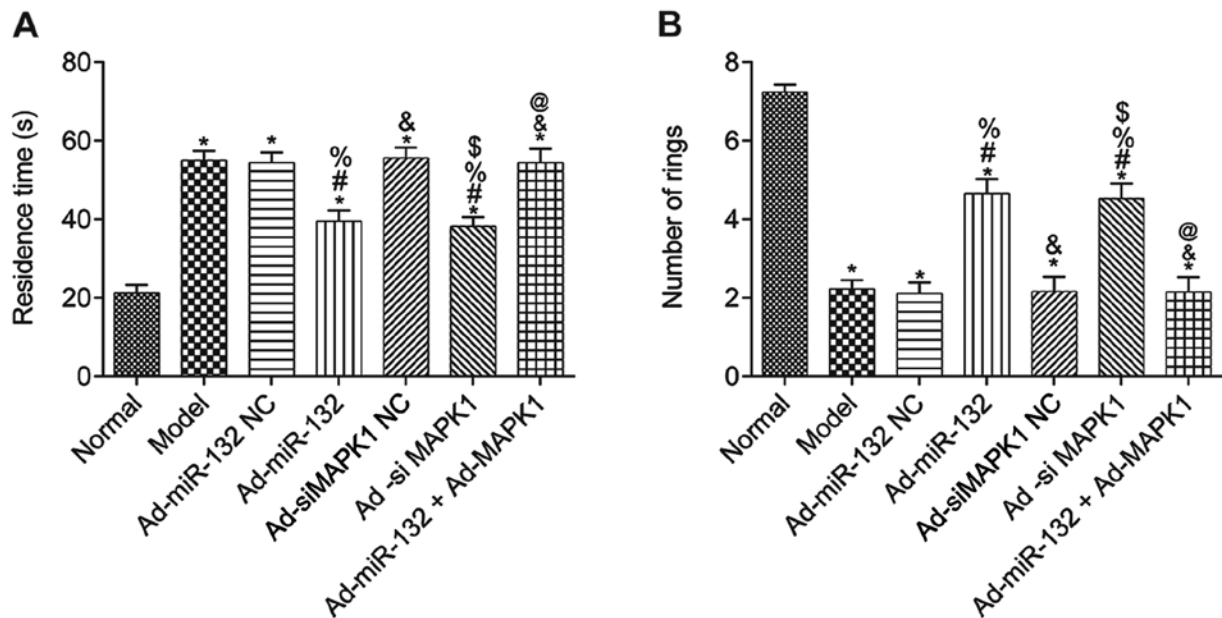 A
Residence time (s)
80
60
40
20
0
*
*
%
#
*
&
*
$
%
#
*
@
&
*
Normal
Model
Ad-miR-132 NC
Ad-miR-132
Ad-siMAPK1 NC
Ad -si MAPK1
Ad-miR-132 + Ad-MAPK1
B
Number of rings
8
6
4
2
0
*
*
%
#
*
&
*
$
%
#
*
@
&
*
Normal
Model
Ad-miR-132 NC
Ad-miR-132
Ad-siMAPK1 NC
Ad -si MAPK1
Ad-miR-132 + Ad-MAPK1